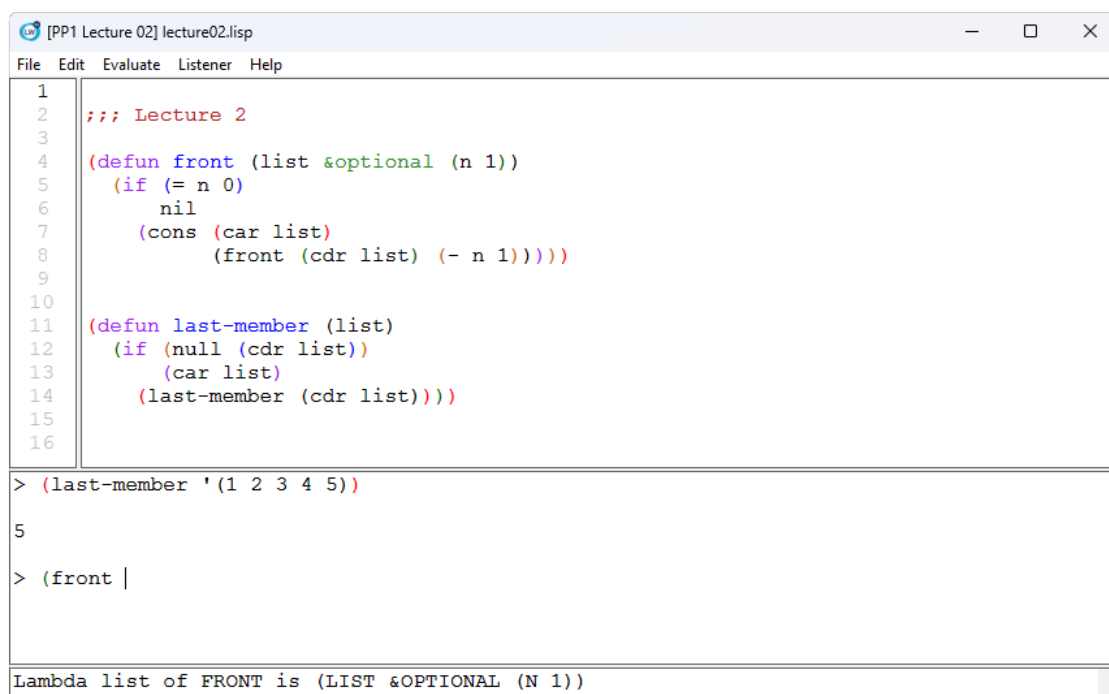 [PP1 Lecture 02] lecture02.lisp
File Edit Evaluate Listener Help
1
2 ;;; Lecture 2
3
4 (defun front (list &optional (n 1))
5   (if (= n 0)
6       nil
7     (cons (car list)
8           (front (cdr list) (- n 1)))))
9
10
11 (defun last-member (list)
12   (if (null (cdr list))
13       (car list)
14     (last-member (cdr list))))
15
16
> (last-member '(1 2 3 4 5))
5
> (front
Lambda list of FRONT is (LIST &OPTIONAL (N 1))